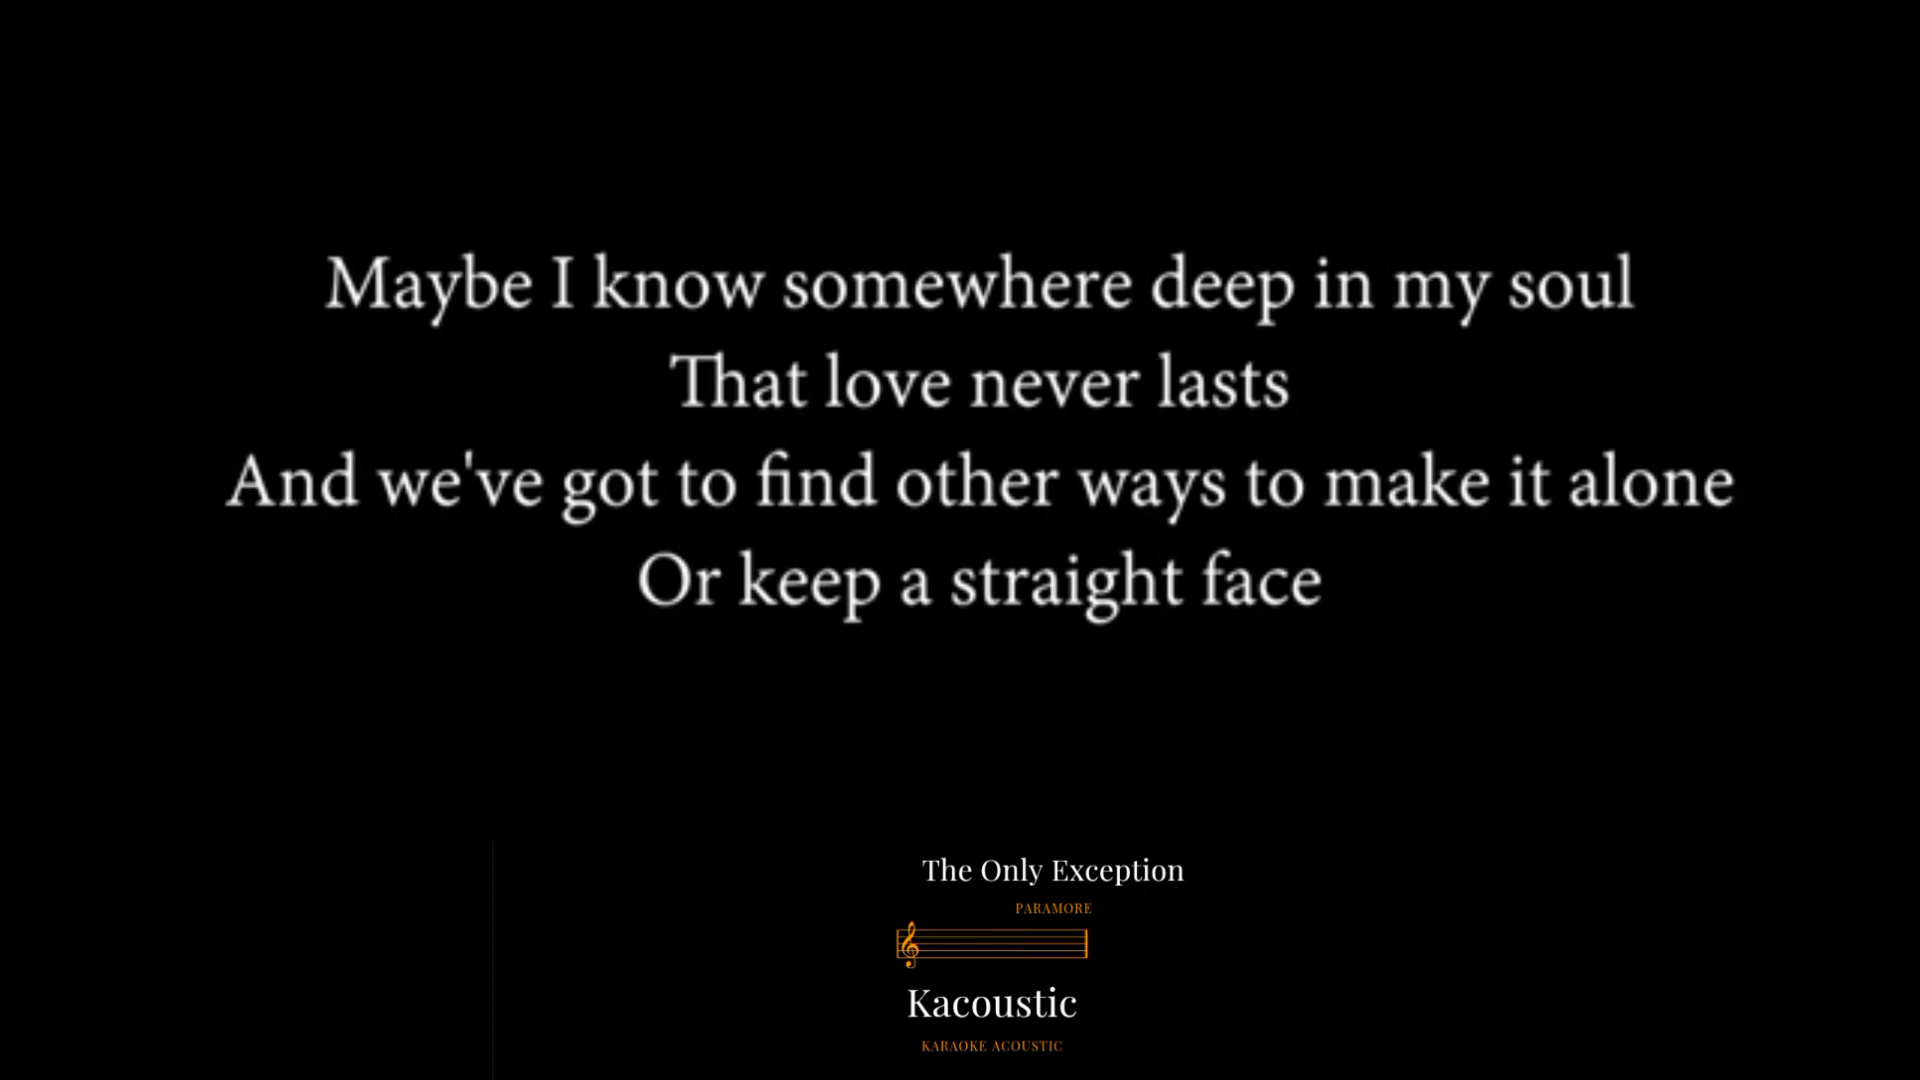 Maybe I know somewhere deep in my soul
That love never lasts
And we've got to find other ways to make it alone
Or keep a straight face
The Only Exception
PARAMORE
Kacoustic
KARAOKE ACOUSTIC